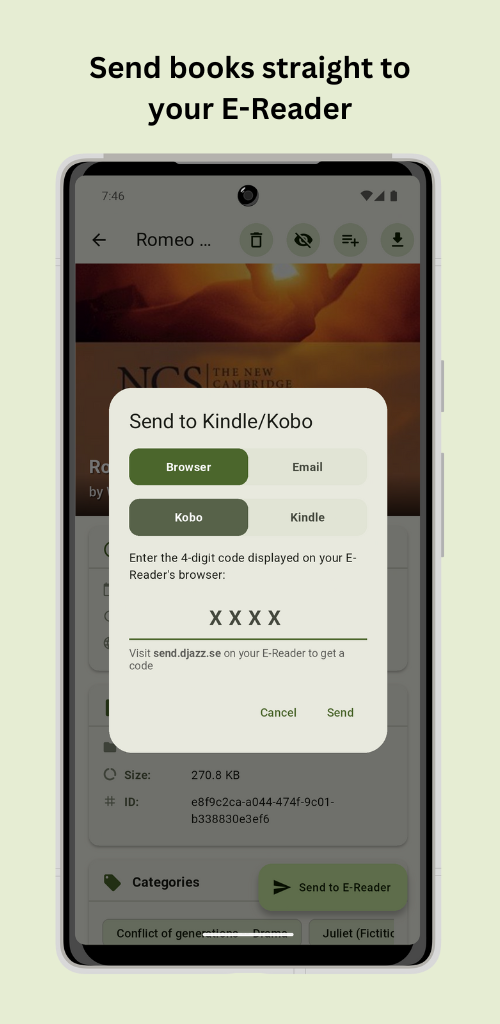 Send books straight to
your E-Reader
7:46
Romeo ...
NCS THE NEW
CAMBRIDGE
Send to Kindle/Kobo
Ro
by
Browser Email
Kobo Kindle
Enter the 4-digit code displayed on your E-
Reader's browser:
X X X X
Visit send.djazz.se on your E-Reader to get a
code
Cancel Send
Size: 270.8 KB
ID: e8f9c2ca-a044-474f-9c01-
b338830e3ef6
Categories
Send to E-Reader
Conflict of generations -- Drama Juliet (Fictitic